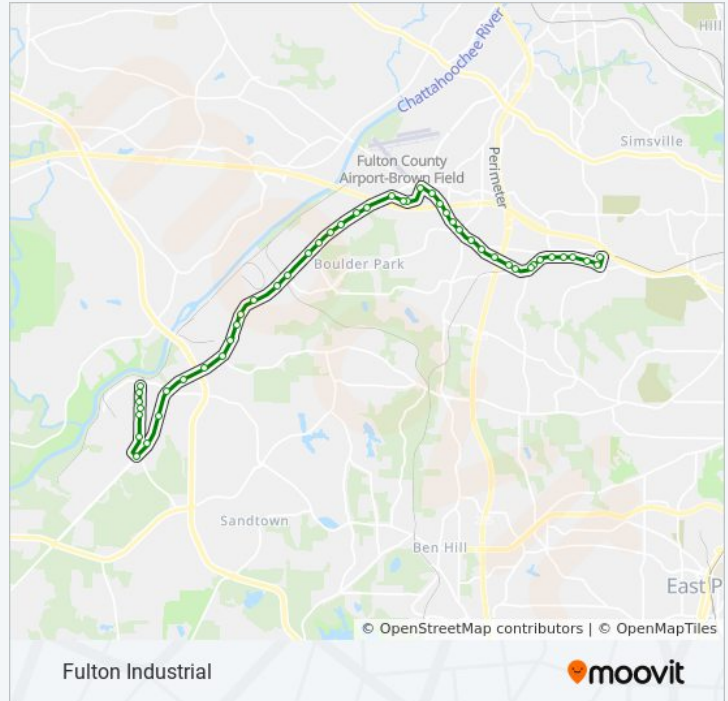 Hill
Chattahoochee River
Simsville
Fulton County
Airport-Brown Field
Perimeter
Boulder Park
Sandtown
Ben Hill
East P
© OpenStreetMap contributors | © OpenMapTiles
Fulton Industrial
moovit